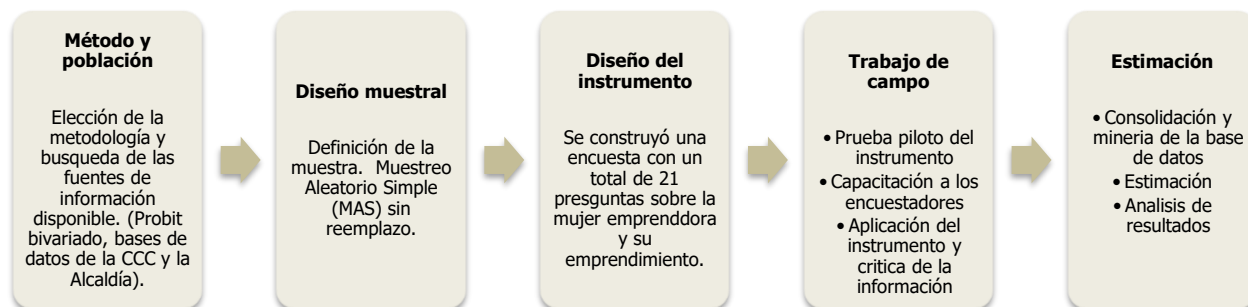 Método y
población
Elección de la
metodología y
busqueda de las
fuentes de
información
disponible. (Probit
bivariado, bases de
datos de la CCC y la
Alcaldía).
Diseño muestral
Definición de la
muestra. Muestreo
Aleatorio Simple
(MAS) sin
reemplazo.
Diseño del
instrumento
Se construyó una
encuesta con un
total de 21
presguntas sobre la
mujer emprenddora
y su
emprendimiento.
Trabajo de
campo
• Prueba piloto del
instrumento
• Capacitación a los
encuestadores
• Aplicación del
instrumento y
critica de la
información
Estimación
• Consolidación y
mineria de la base
de datos
• Estimación
• Analisis de
resultados